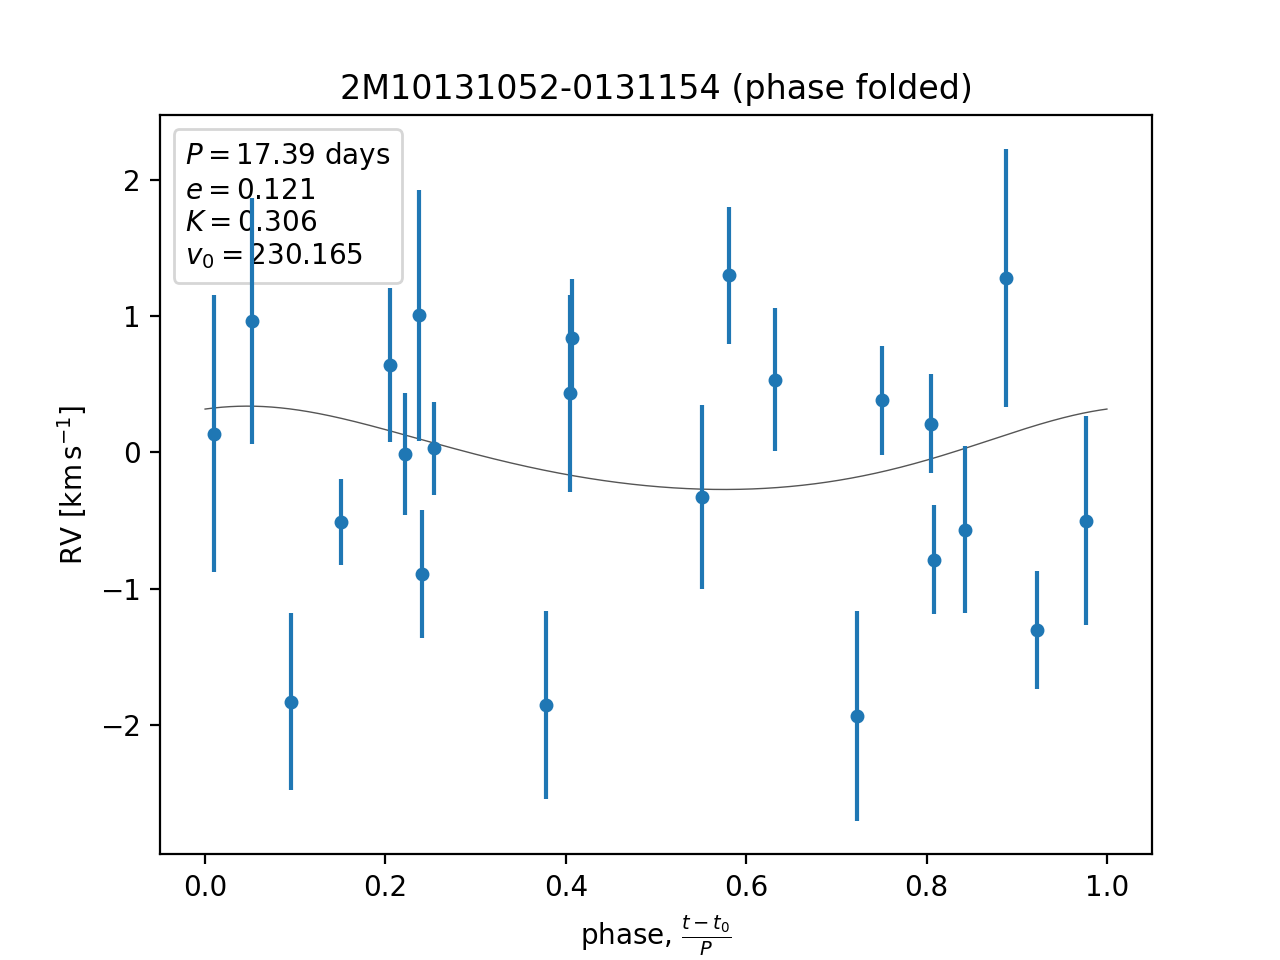 2M10131052-0131154 (phase folded)
P = 17.39 days
e = 0.121
K = 0.306
v₀ = 230.165
RV [km s⁻¹]
2
1
0
−1
−2
0.0 0.2 0.4 0.6 0.8 1.0
phase, (t − t₀)/P